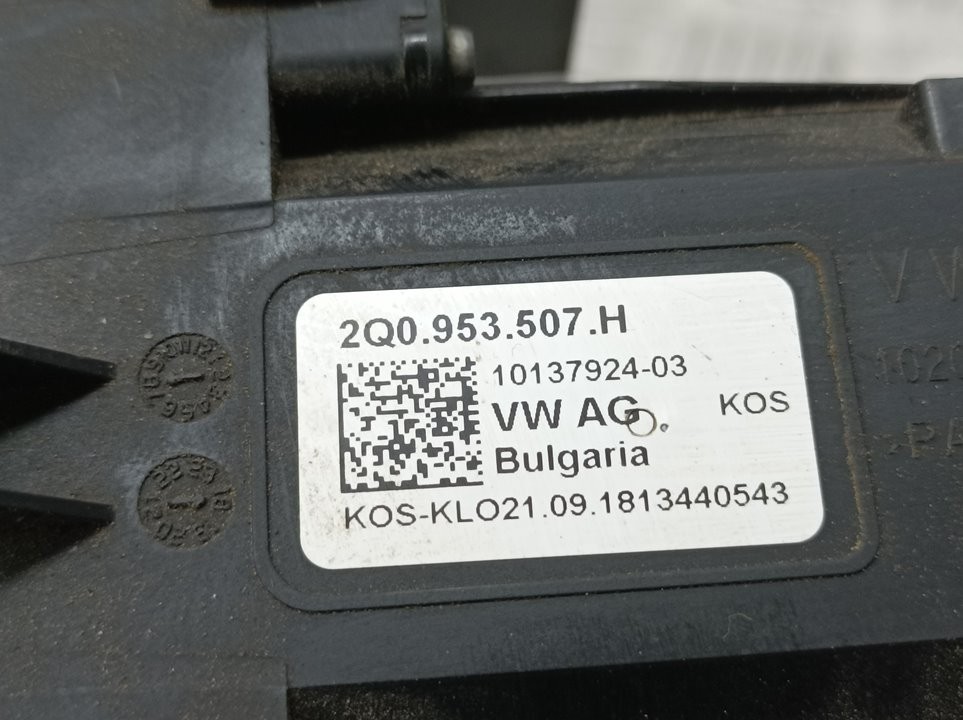 2Q0.953.507.H
10137924-03
VW AG
KOS
Bulgaria
KOS-KLO21.09.1813440543